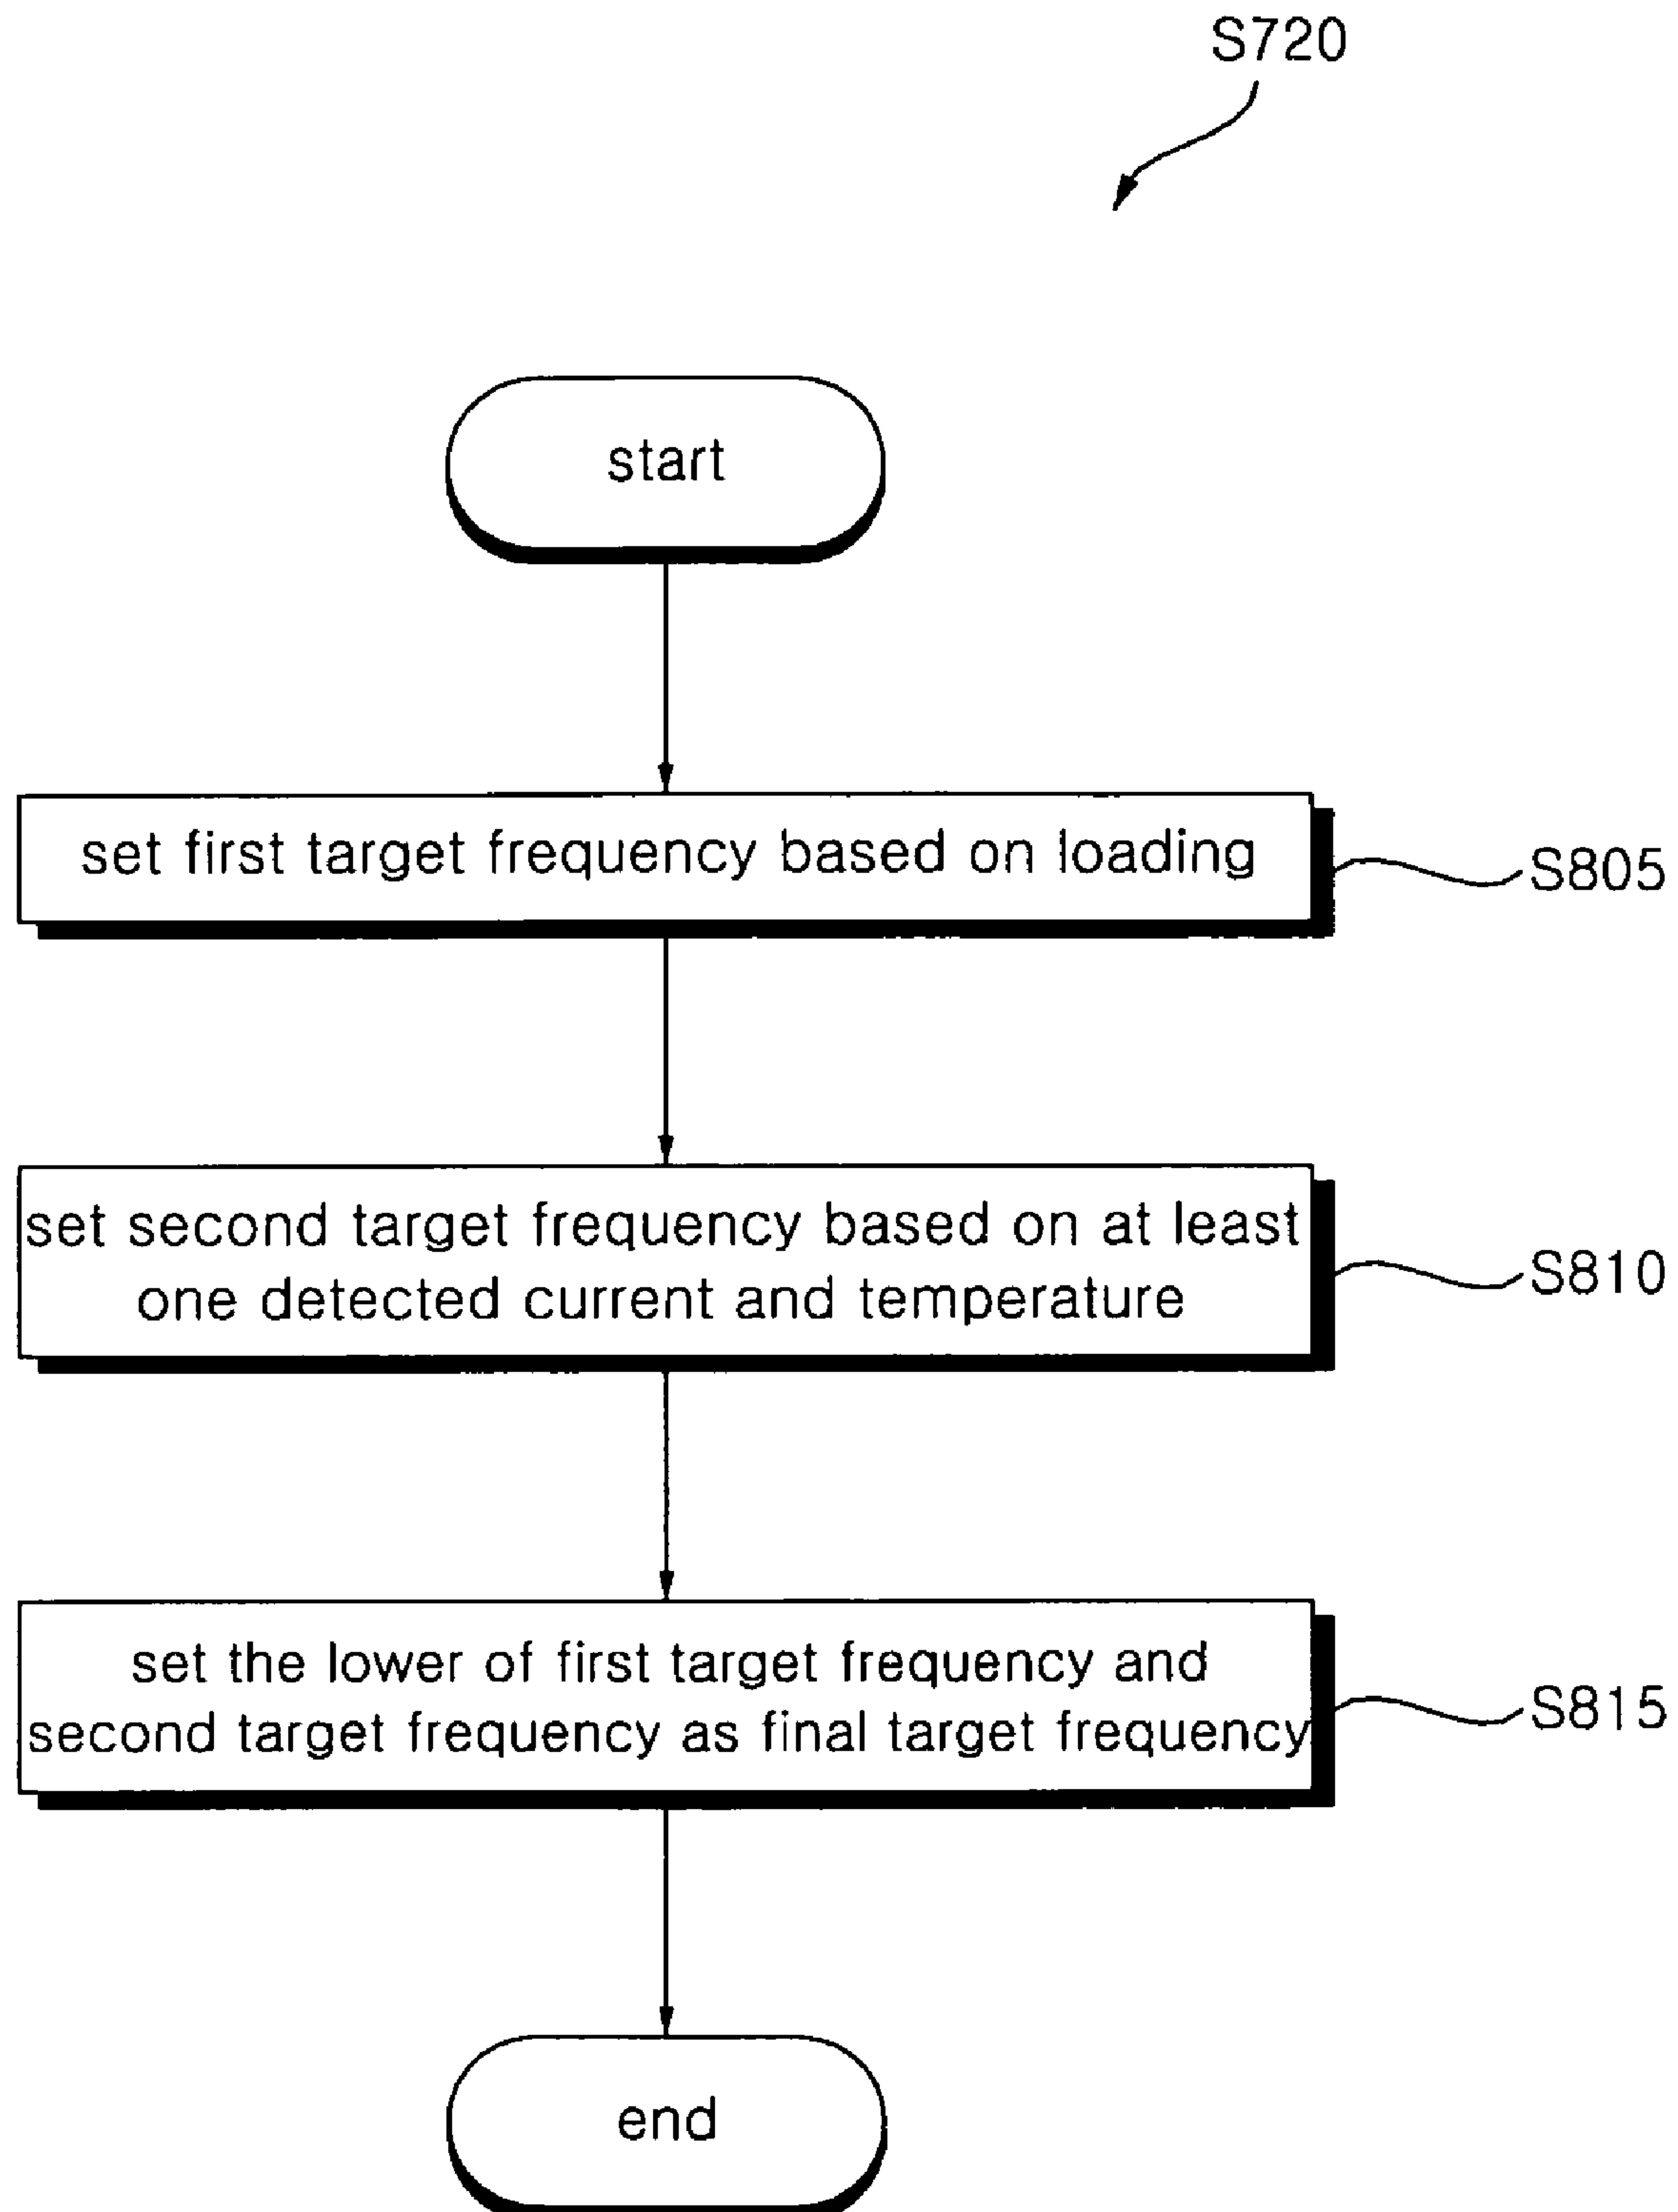 S720
start
set first target frequency based on loading
S805
set second target frequency based on at least
one detected current and temperature
S810
set the lower of first target frequency and
second target frequency as final target frequency
S815
end